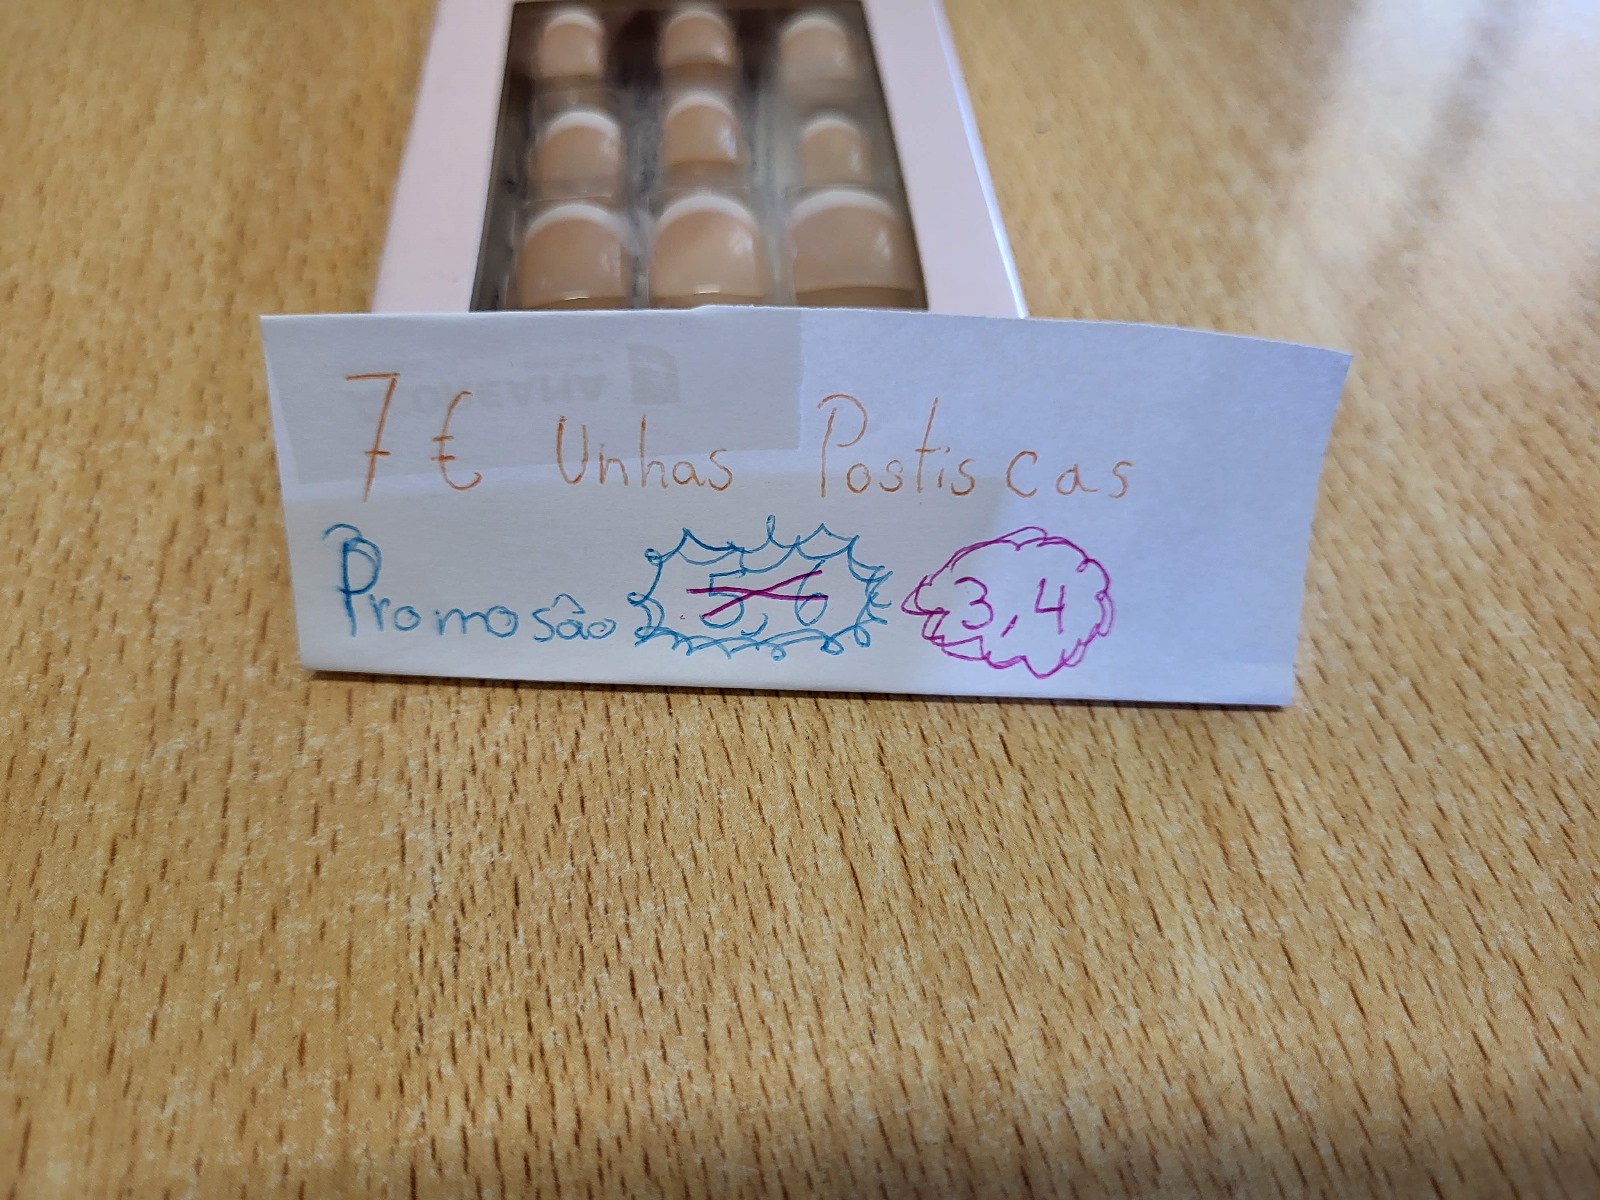 7€ Unhas Postiscas
Promosão 5,6 3,4